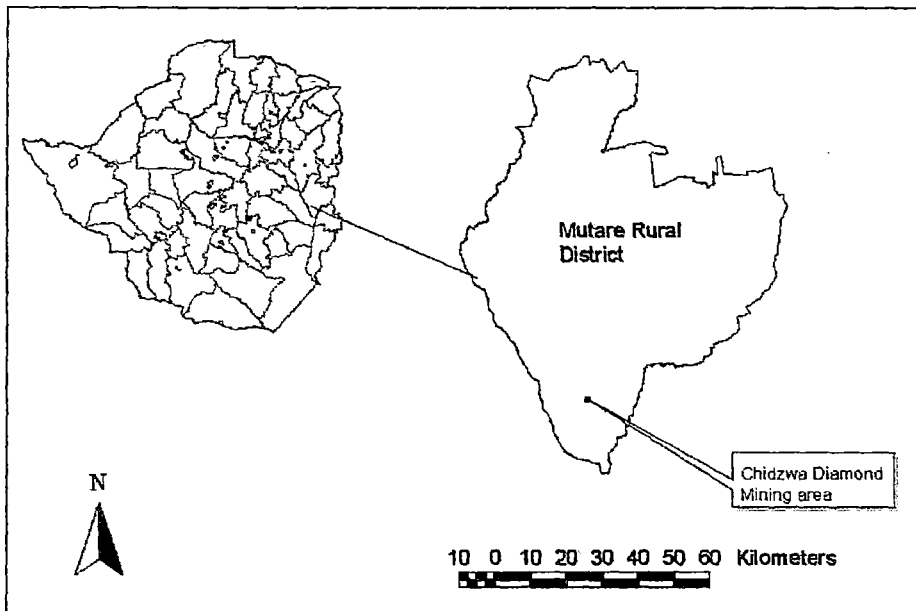 Mutare Rural
District
Chidzwa Diamond
Mining area
N
10 0 10 20 30 40 50 60 Kilometers